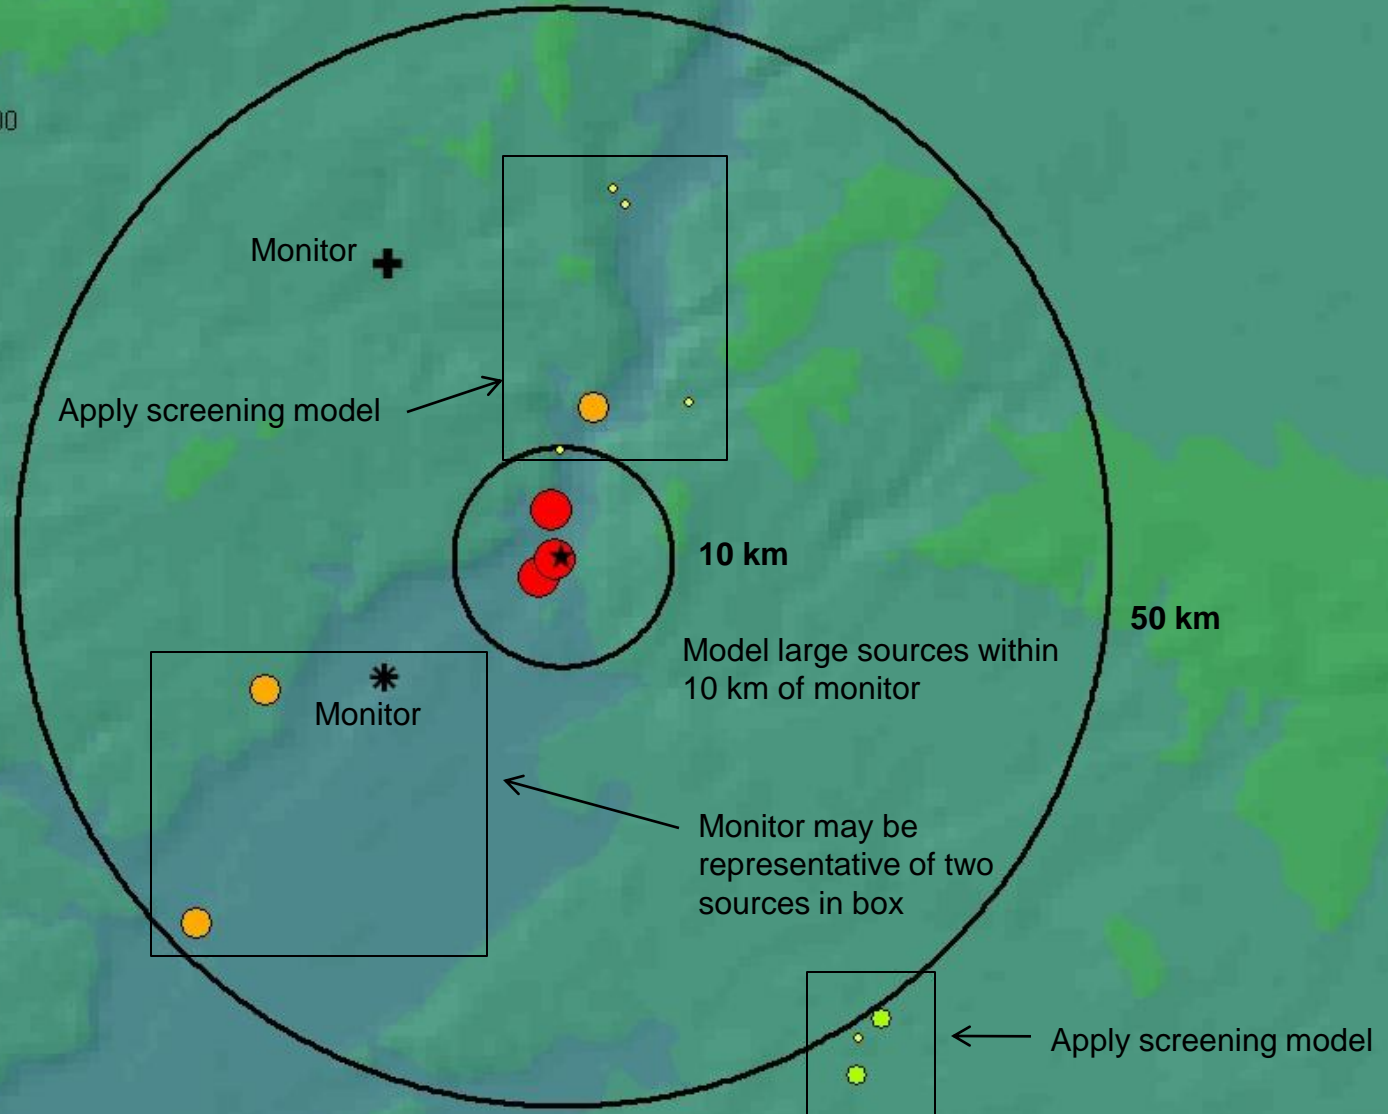 00
Monitor
Apply screening model
10 km
50 km
Model large sources within
10 km of monitor
Monitor
Monitor may be
representative of two
sources in box
Apply screening model